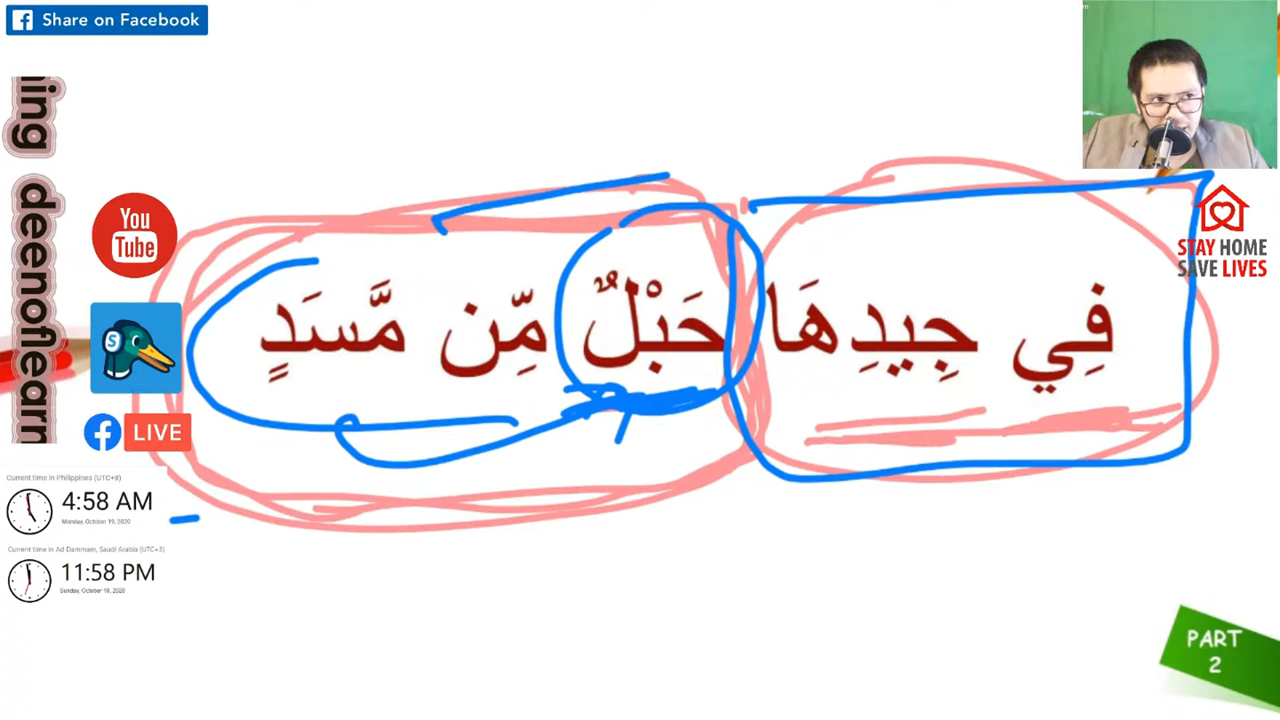 Share on Facebook
ling deenoflearn
You
Tube
فِي جِيدِهَا حَبْلٌ مِّن مَّسَدٍ
STAY HOME
SAVE LIVES
S
LIVE
Current time in Philippines (UTC+8)
4:58 AM
Monday, October 19, 2020
Current time in Ad Dammam, Saudi Arabia (UTC+3)
11:58 PM
Sunday, October 18, 2020
PART
2